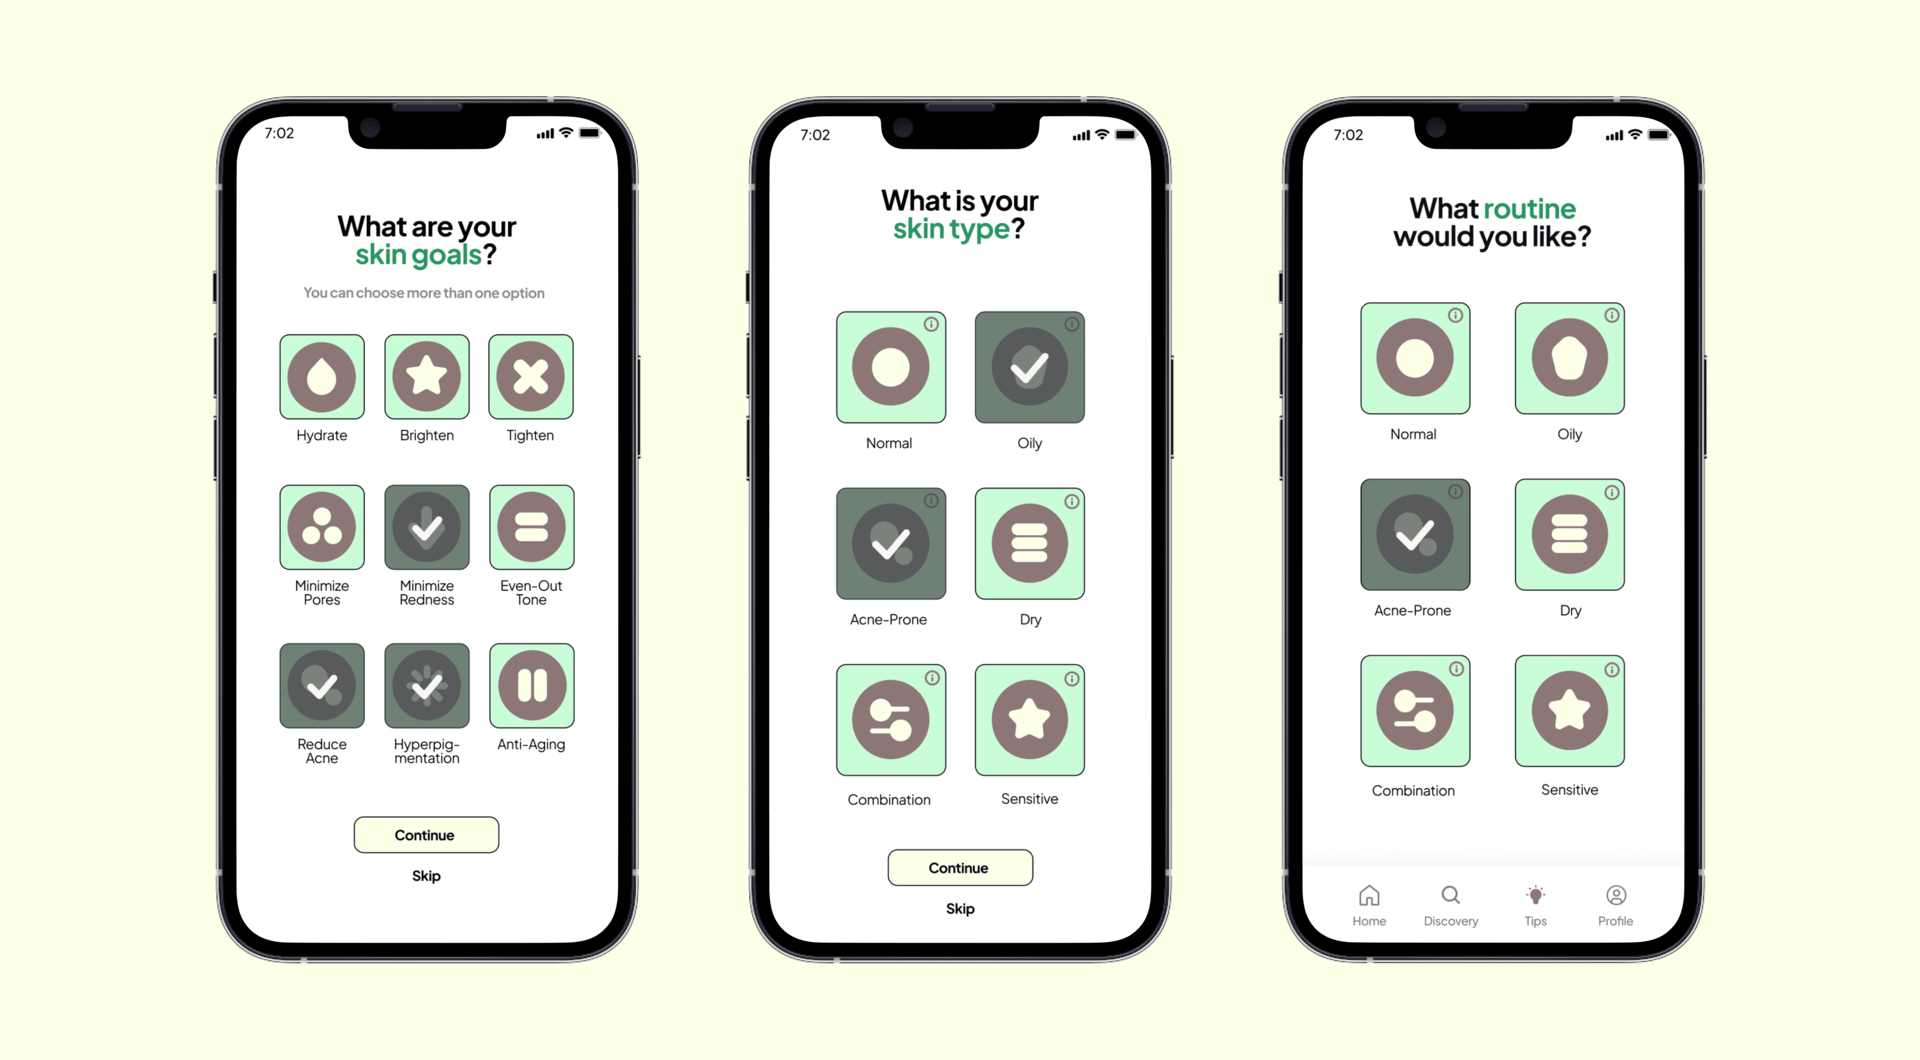 7:02
What are your
skin goals?
You can choose more than one option
Hydrate
Brighten
Tighten
Minimize
Pores
Minimize
Redness
Even-Out
Tone
Reduce
Acne
Hyperpig-
mentation
Anti-Aging
Continue
Skip
7:02
What is your
skin type?
Normal
Oily
Acne-Prone
Dry
Combination
Sensitive
Continue
Skip
7:02
What routine
would you like?
Normal
Oily
Acne-Prone
Dry
Combination
Sensitive
Home
Discovery
Tips
Profile